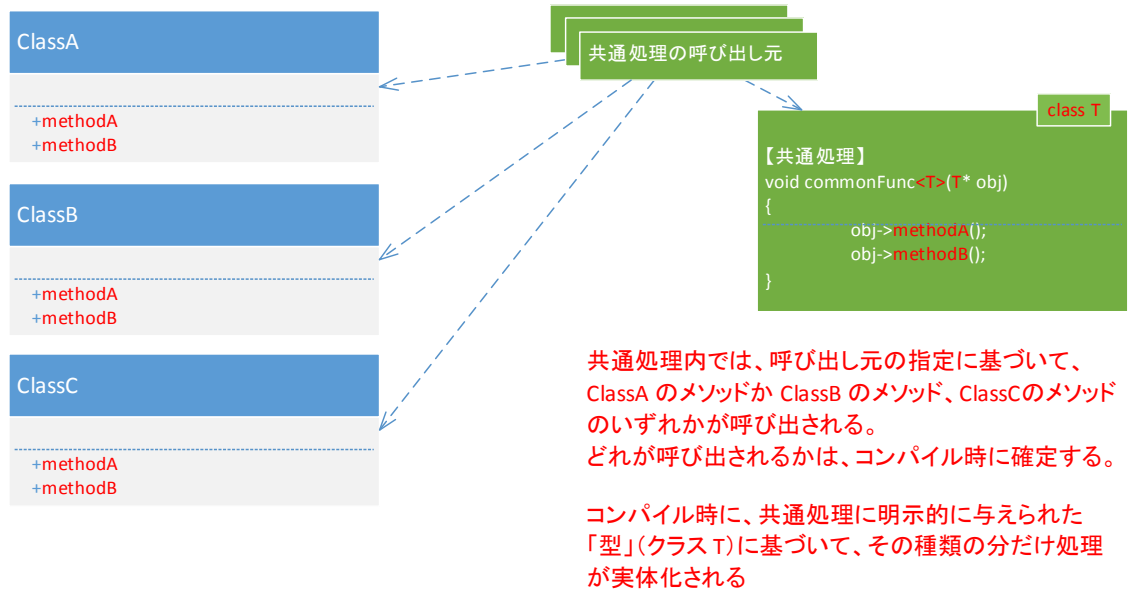 ClassA
+methodA
+methodB
ClassB
+methodA
+methodB
ClassC
+methodA
+methodB
共通処理の呼び出し元
class T
【共通処理】
void commonFunc<T>(T* obj)
{
obj->methodA();
obj->methodB();
}
共通処理内では、呼び出し元の指定に基づいて、
ClassA のメソッドか ClassB のメソッド、ClassCのメソッド
のいずれかが呼び出される。
どれが呼び出されるかは、コンパイル時に確定する。
コンパイル時に、共通処理に明示的に与えられた
「型」(クラス T)に基づいて、その種類の分だけ処理
が実体化される